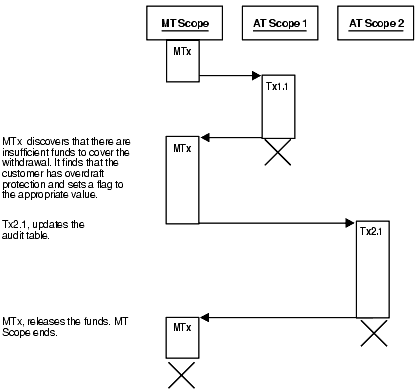 MT Scope
AT Scope 1
AT Scope 2
MTx
Tx1.1
MTx discovers that there are
insufficient funds to cover the
withdrawal. It finds that the
customer has overdraft
protection and sets a flag to
the appropriate value.
MTx
Tx2.1, updates the
audit table.
Tx2.1
MTx, releases the funds. MT
Scope ends.
MTx